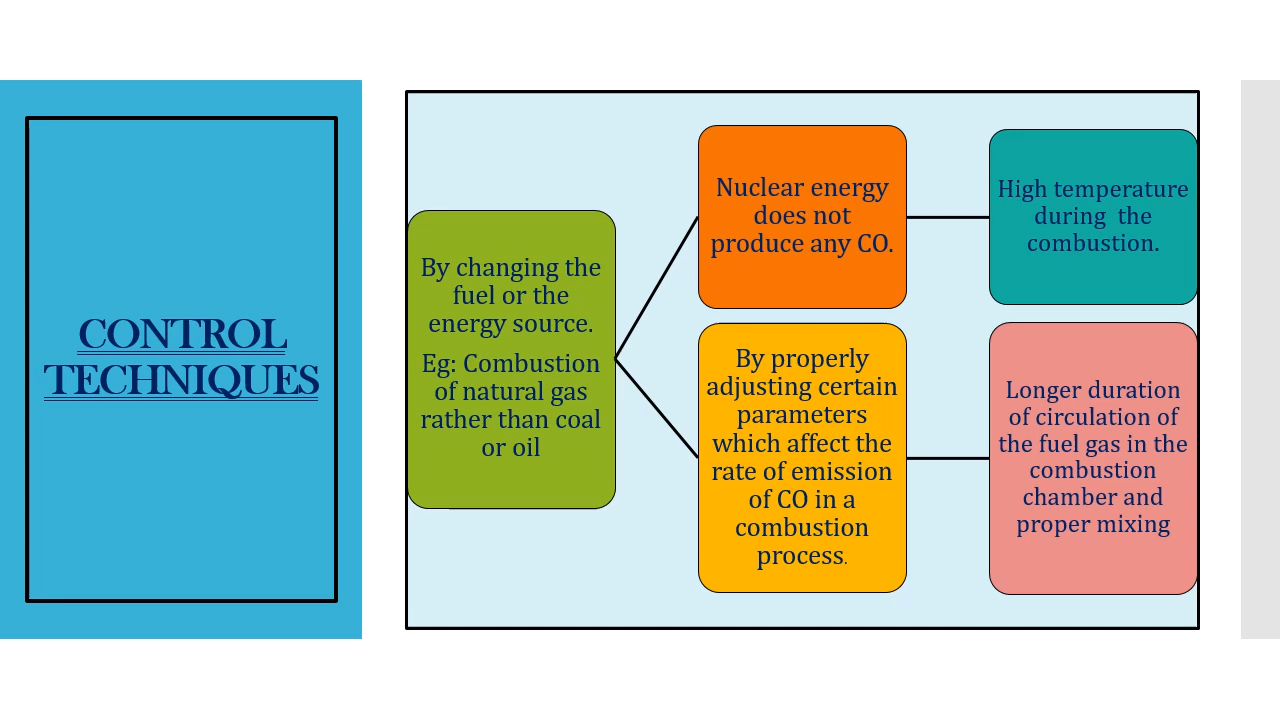 CONTROL
TECHNIQUES
By changing the
fuel or the
energy source.
Eg: Combustion
of natural gas
rather than coal
or oil
Nuclear energy
does not
produce any CO.
High temperature
during  the
combustion.
By properly
adjusting certain
parameters
which affect the
rate of emission
of CO in a
combustion
process.
Longer duration
of circulation of
the fuel gas in the
combustion
chamber and
proper mixing